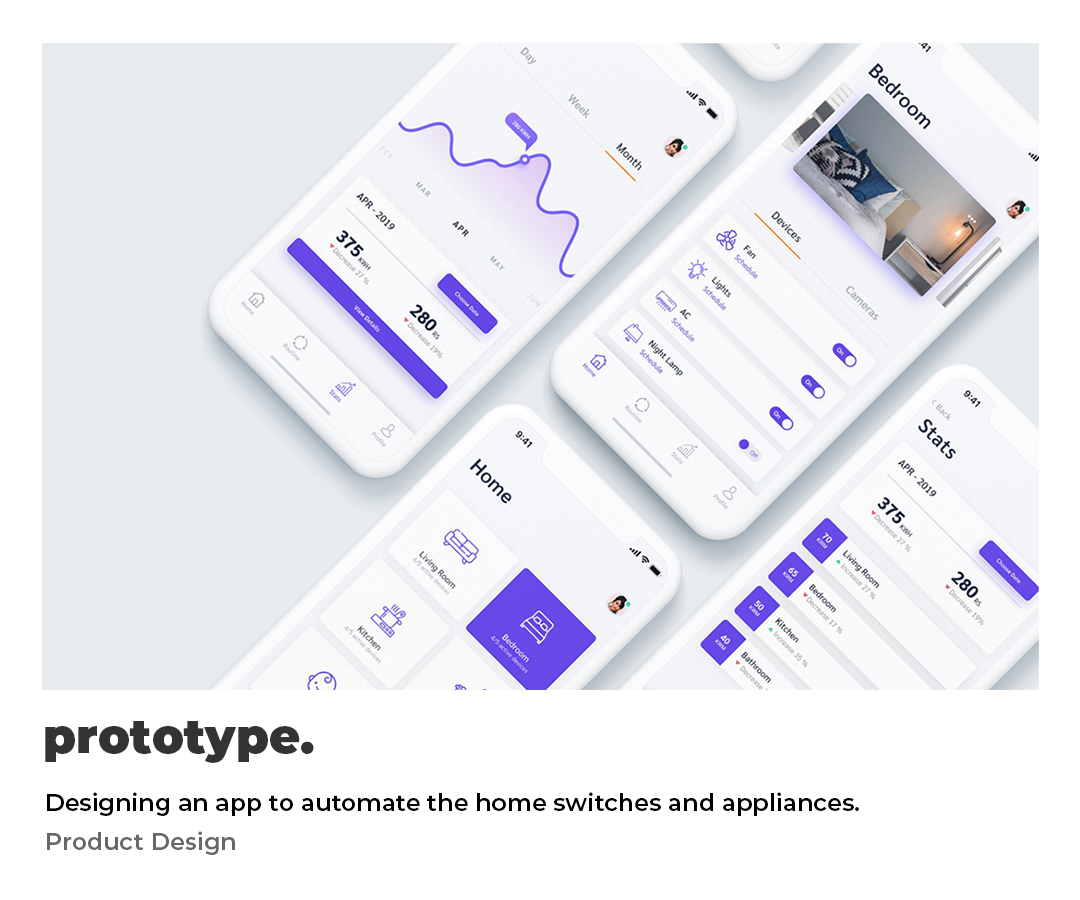 Day
Week
Month
280 KWH
FEB
MAR
APR
MAY
JUN
APR - 2019
375 KWH
Decrease 27 %
Choose Date
280 RS
Decrease 19%
View Details
Home
Routine
Stats
Profile
9:41
Bedroom
Devices
Cameras
Fan
Schedule
On
Lights
Schedule
On
AC
Schedule
On
Night Lamp
Schedule
Off
Home
Routine
Stats
Profile
9:41
Home
Living Room
4/5 active devices
Bedroom
4/5 active devices
Kitchen
4/5 active devices
9:41
Back
Stats
APR - 2019
375 KWH
Decrease 27 %
Choose Date
280 RS
Decrease 19%
70 KWM
Living Room
Increase 27 %
65 KWM
Bedroom
Decrease 17 %
50 KWM
Kitchen
Increase 35 %
40 KWM
Bathroom
prototype.
Designing an app to automate the home switches and appliances.
Product Design